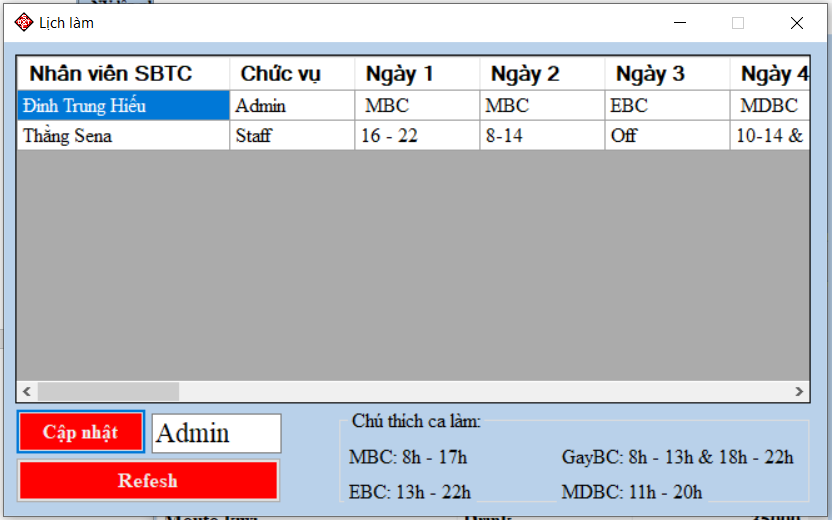 Lịch làm
Nhân viên SBTC Chức vụ Ngày 1 Ngày 2 Ngày 3 Ngày 4
Đinh Trung Hiếu Admin MBC MBC EBC MDBC
Thằng Sena Staff 16 - 22 8-14 Off 10-14 &
Cập nhật Admin
Refesh
Chú thích ca làm:
MBC: 8h - 17h GayBC: 8h - 13h & 18h - 22h
EBC: 13h - 22h MDBC: 11h - 20h